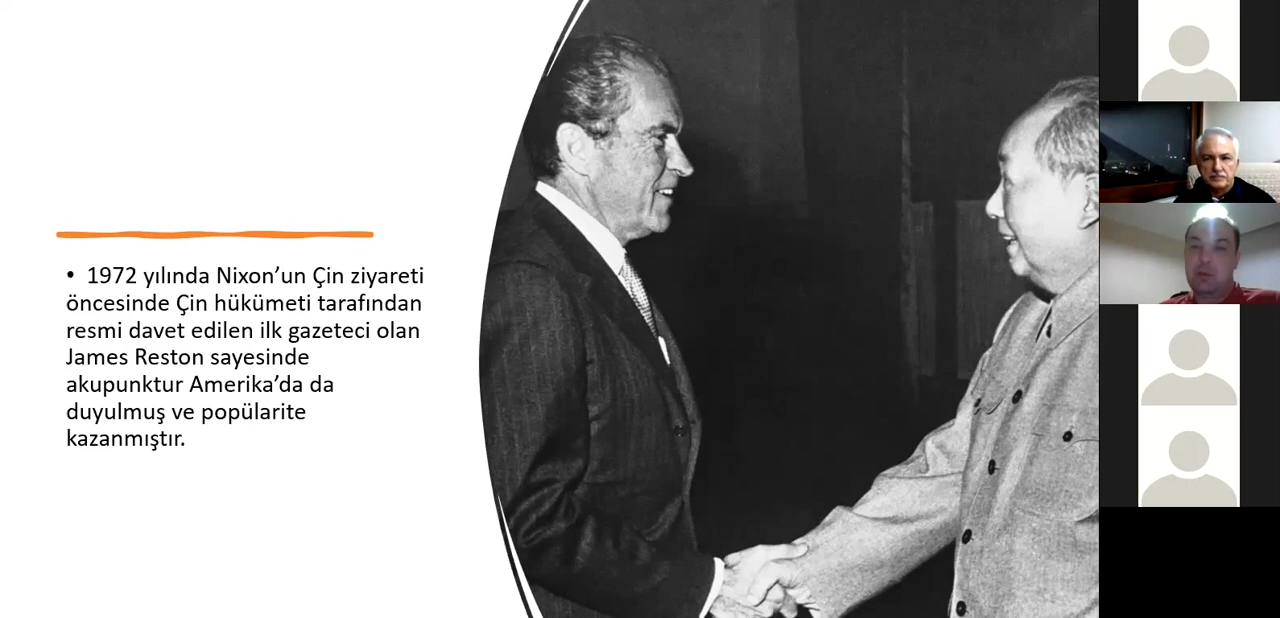 • 1972 yılında Nixon’un Çin ziyareti
öncesinde Çin hükümeti tarafından
resmi davet edilen ilk gazeteci olan
James Reston sayesinde
akupunktur Amerika’da da
duyulmuş ve popülarite
kazanmıştır.